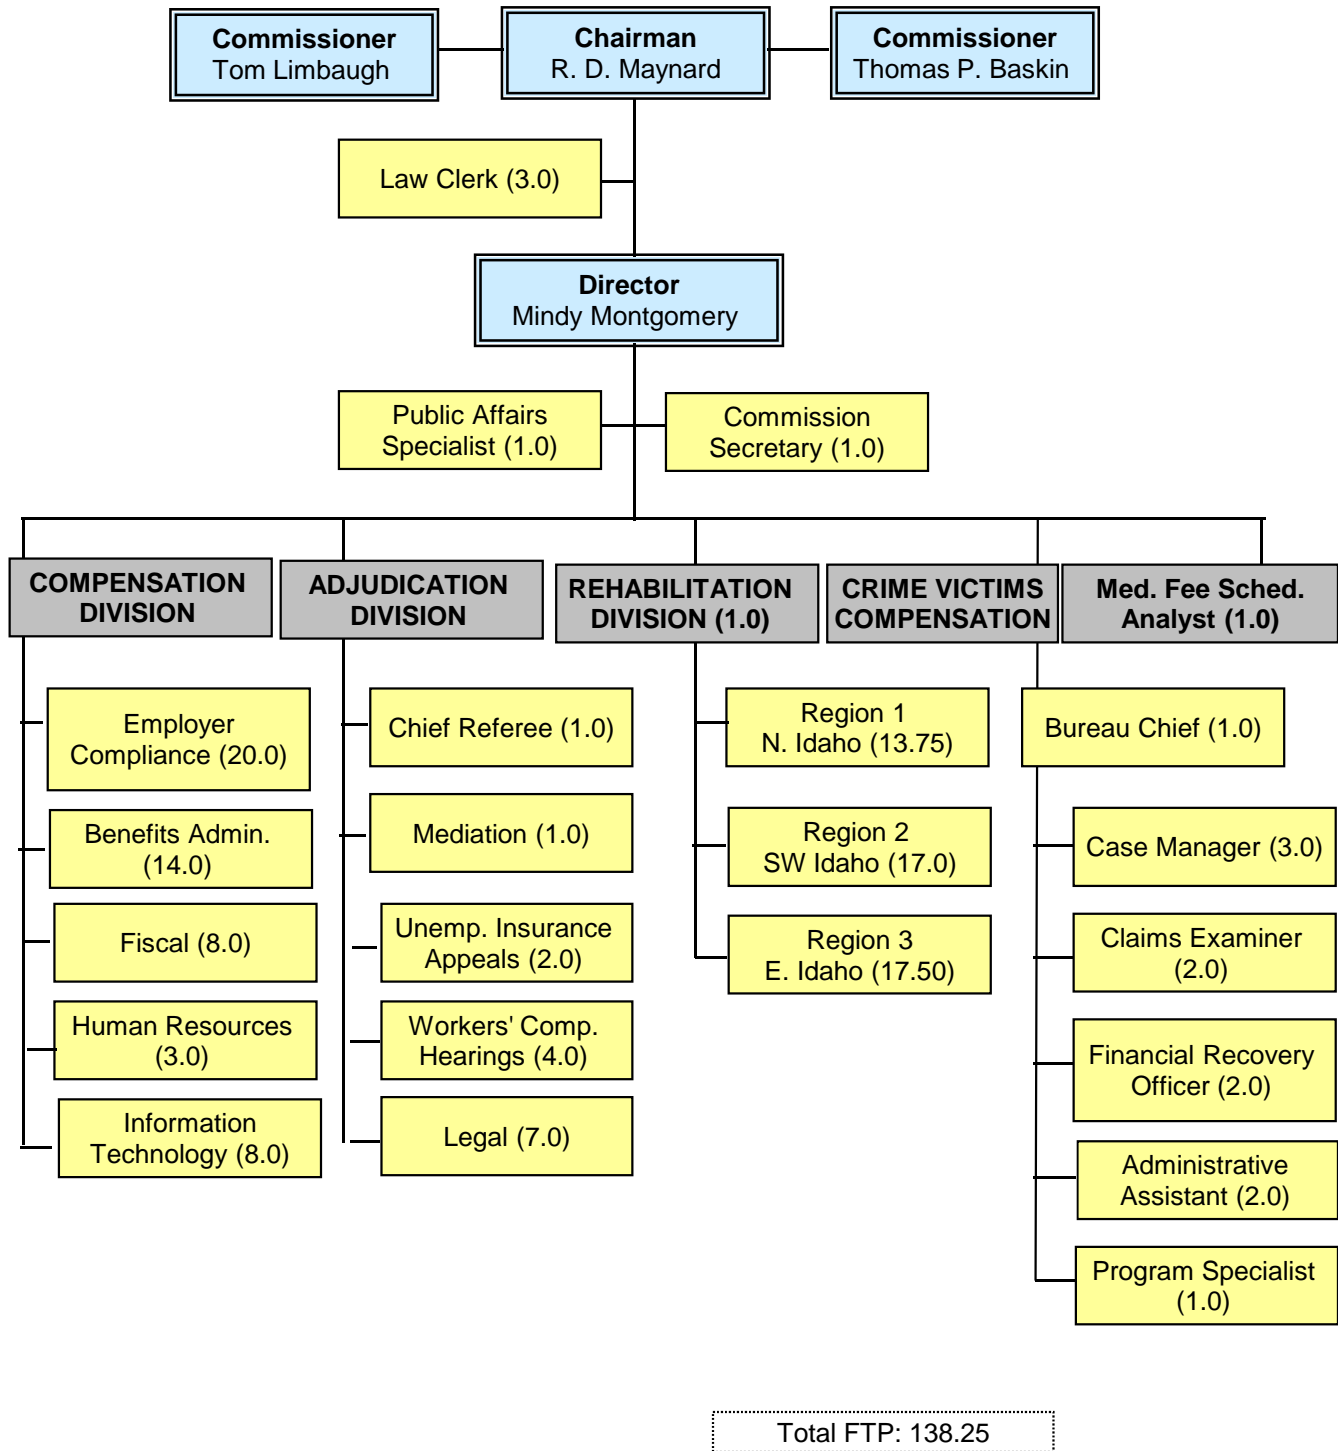 Commissioner
Tom Limbaugh
Chairman
R. D. Maynard
Commissioner
Thomas P. Baskin
Law Clerk (3.0)
Director
Mindy Montgomery
Public Affairs
Specialist (1.0)
Commission
Secretary (1.0)
COMPENSATION
DIVISION
ADJUDICATION
DIVISION
REHABILITATION
DIVISION (1.0)
CRIME VICTIMS
COMPENSATION
Med. Fee Sched.
Analyst (1.0)
Employer
Compliance (20.0)
Benefits Admin.
(14.0)
Fiscal (8.0)
Human Resources
(3.0)
Information
Technology (8.0)
Chief Referee (1.0)
Mediation (1.0)
Unemp. Insurance
Appeals (2.0)
Workers' Comp.
Hearings (4.0)
Legal (7.0)
Region 1
N. Idaho (13.75)
Region 2
SW Idaho (17.0)
Region 3
E. Idaho (17.50)
Bureau Chief (1.0)
Case Manager (3.0)
Claims Examiner
(2.0)
Financial Recovery
Officer (2.0)
Administrative
Assistant (2.0)
Program Specialist
(1.0)
Total FTP: 138.25